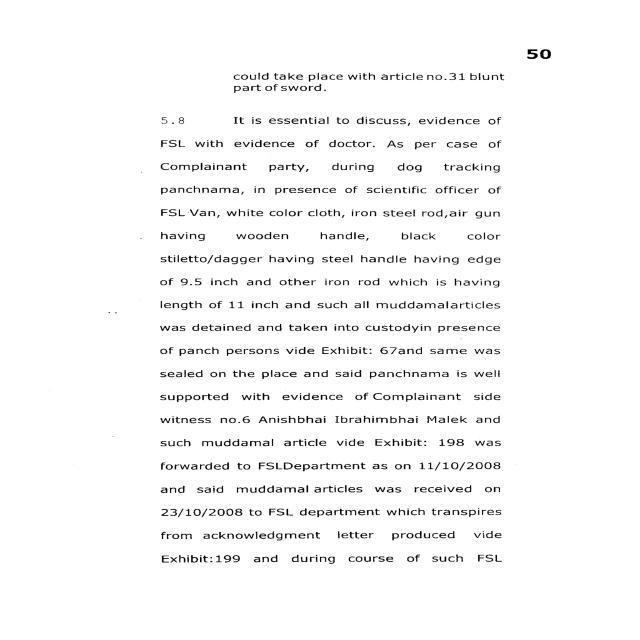 50
could take place with article no.31 blunt
part of sword.
5.8 It is essential to discuss, evidence of
FSL with evidence of doctor. As per case of
Complainant party, during dog tracking
panchnama, in presence of scientific officer of
FSL Van, white color cloth, iron steel rod,air gun
having wooden handle, black color
stiletto/dagger having steel handle having edge
of 9.5 inch and other iron rod which is having
length of 11 inch and such all muddamalarticles
was detained and taken into custodyin presence
of panch persons vide Exhibit: 67and same was
sealed on the place and said panchnama is well
supported with evidence of Complainant side
witness no.6 Anishbhai Ibrahimbhai Malek and
such muddamal article vide Exhibit: 198 was
forwarded to FSLDepartment as on 11/10/2008
and said muddamal articles was received on
23/10/2008 to FSL department which transpires
from acknowledgment letter produced vide
Exhibit:199 and during course of such FSL